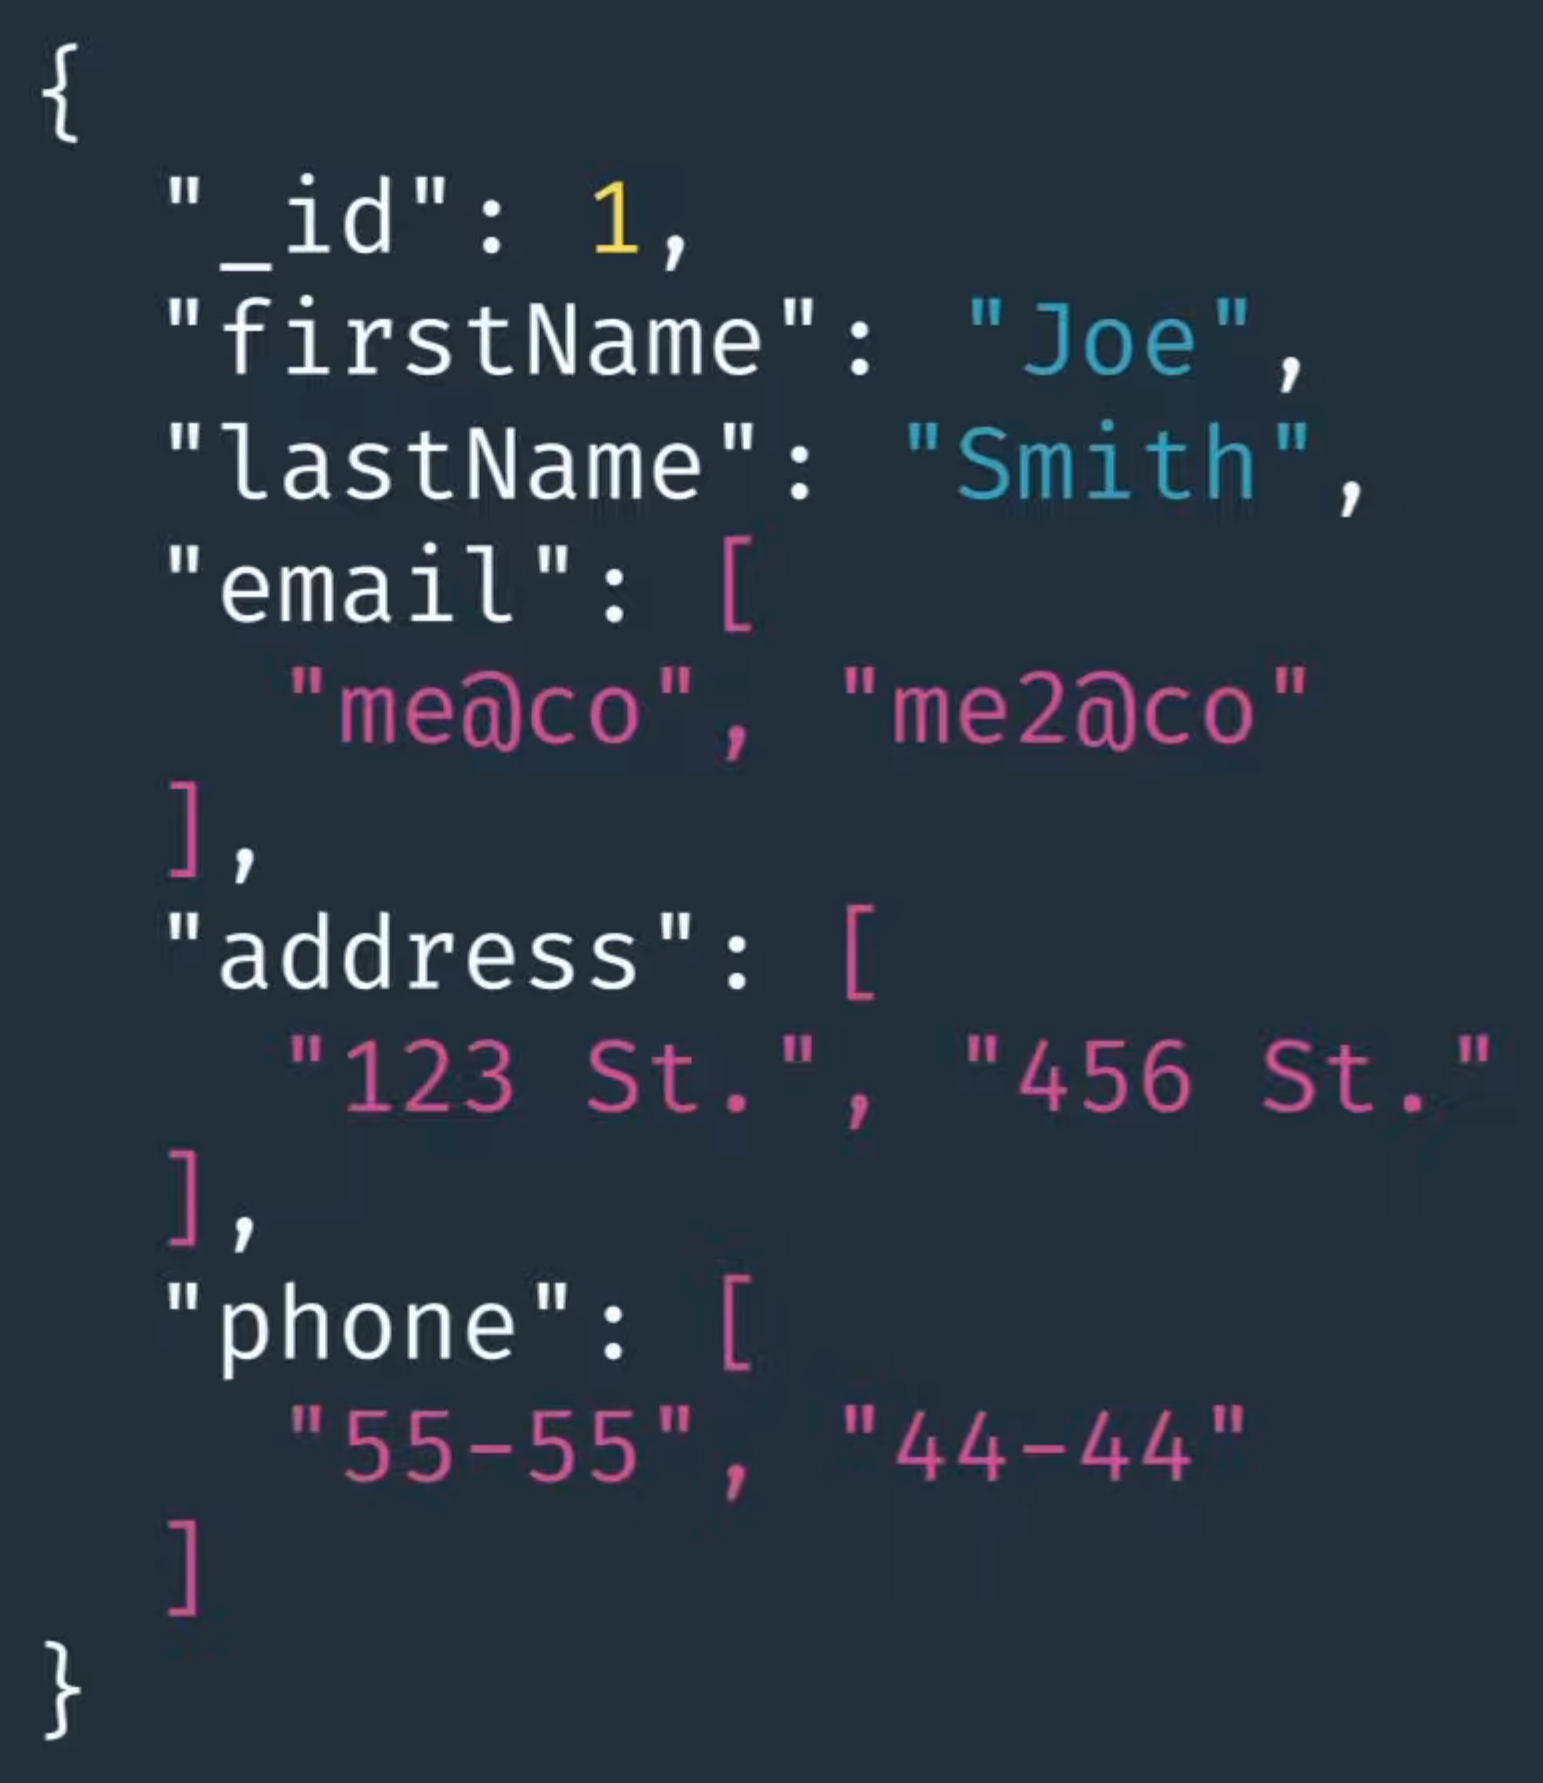 {
"_id": 1,
"firstName": "Joe",
"lastName": "Smith",
"email": [
"me@co", "me2@co"
],
"address": [
"123 St.", "456 St."
],
"phone": [
"55-55", "44-44"
]
}